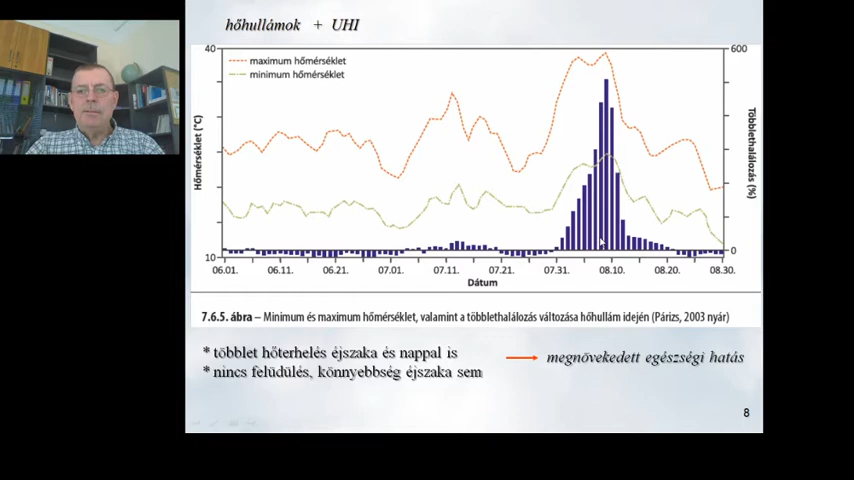 hőhullámok + UHI
40
600
maximum hőmérséklet
minimum hőmérséklet
Hőmérséklet (°C)
Többlethalálozás (%)
10
0
06.01. 06.11. 06.21. 07.01. 07.11. 07.21. 07.31. 08.10. 08.20. 08.30.
Dátum
7.6.5. ábra – Minimum és maximum hőmérséklet, valamint a többlethalálozás változása hőhullám idején (Párizs, 2003 nyár)
* többlet hőterhelés éjszaka és nappal is
megnövekedett egészségi hatás
* nincs felüdülés, könnyebbség éjszaka sem
8